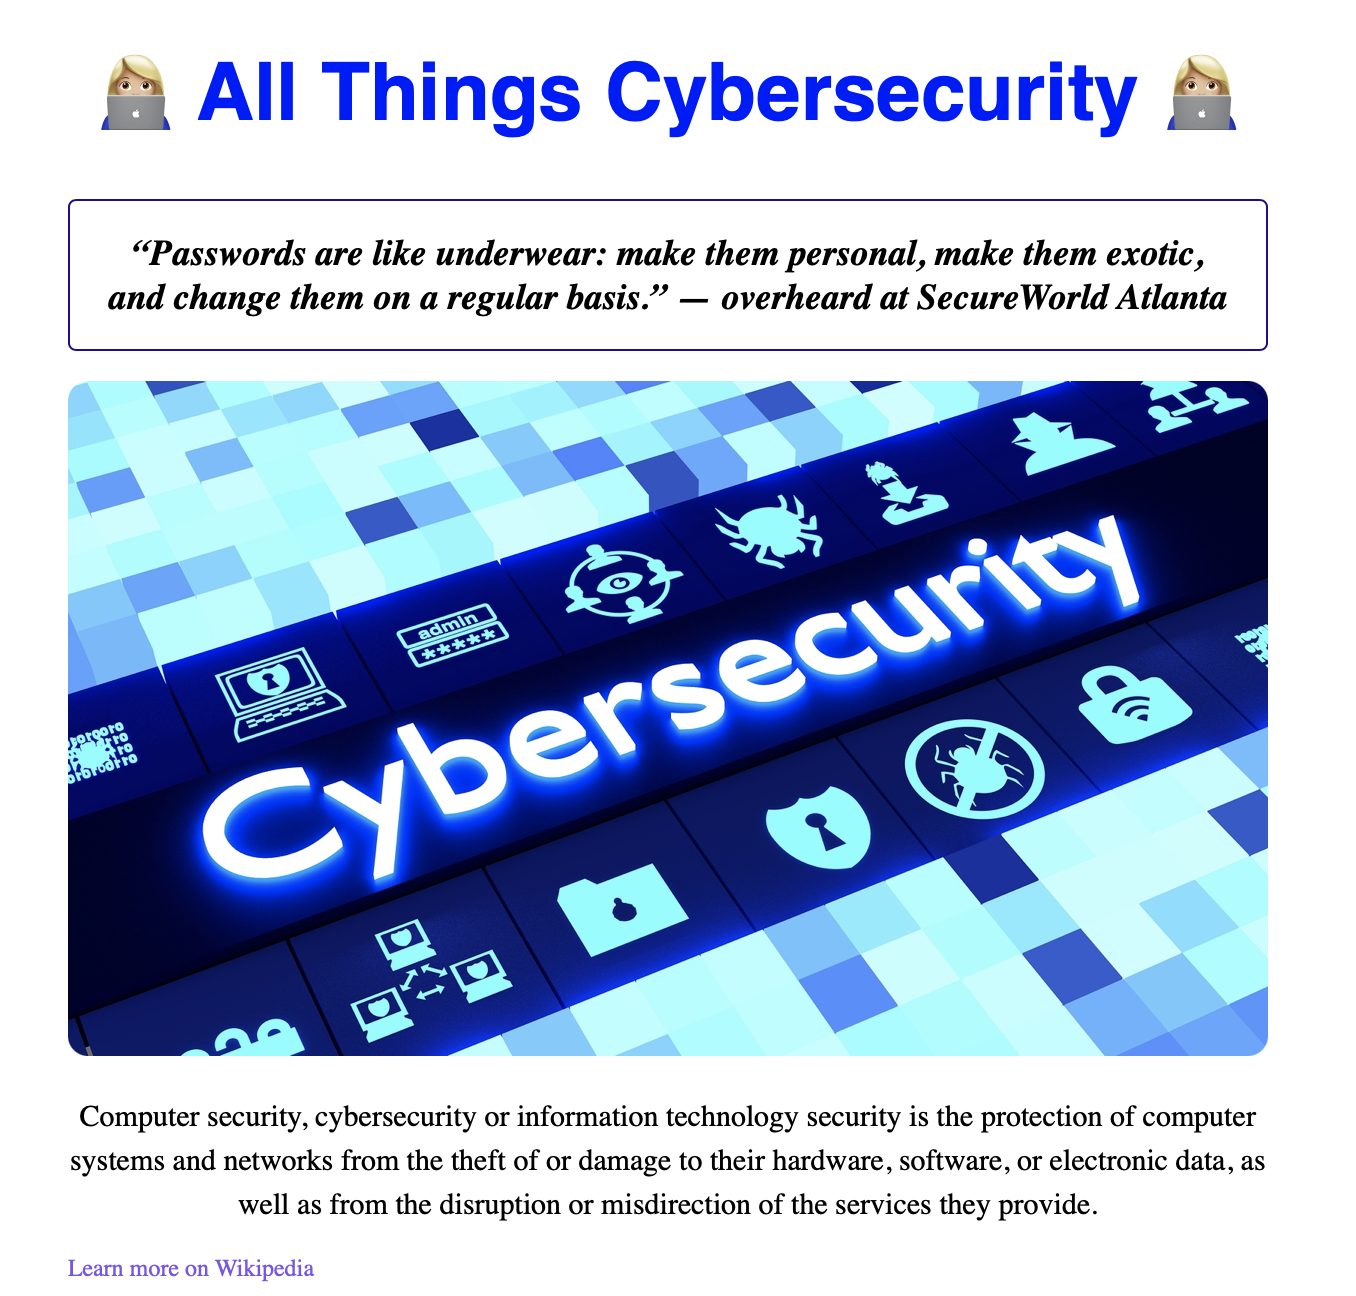 All Things Cybersecurity
“Passwords are like underwear: make them personal, make them exotic,
and change them on a regular basis.” — overheard at SecureWorld Atlanta
admin
*****
Cybersecurity
Computer security, cybersecurity or information technology security is the protection of computer
systems and networks from the theft of or damage to their hardware, software, or electronic data, as
well as from the disruption or misdirection of the services they provide.
Learn more on Wikipedia